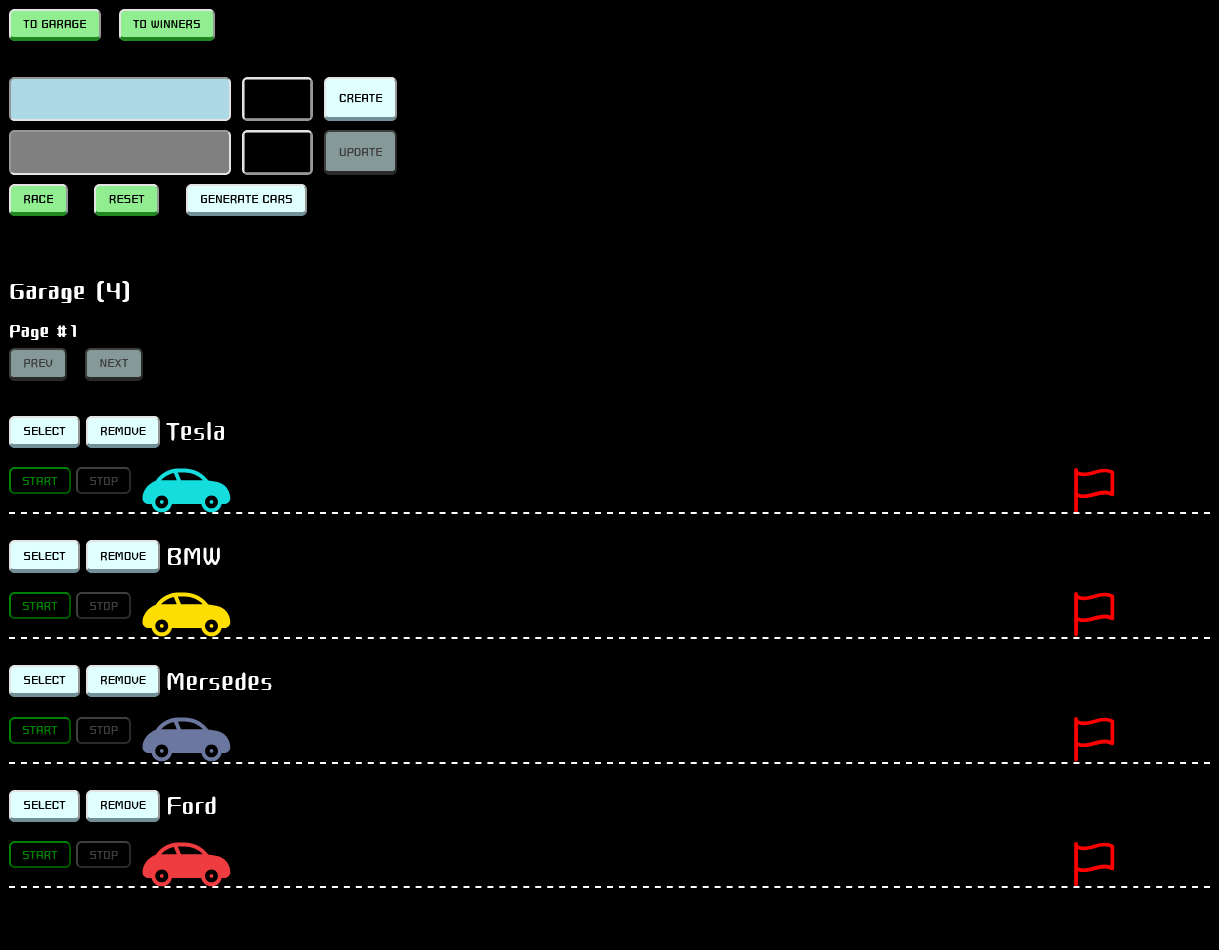 TO GARAGE TO WINNERS
CREATE
UPDATE
RACE RESET GENERATE CARS
Garage (4)
Page #1
PREV NEXT
SELECT REMOVE Tesla
START STOP
SELECT REMOVE BMW
START STOP
SELECT REMOVE Mersedes
START STOP
SELECT REMOVE Ford
START STOP